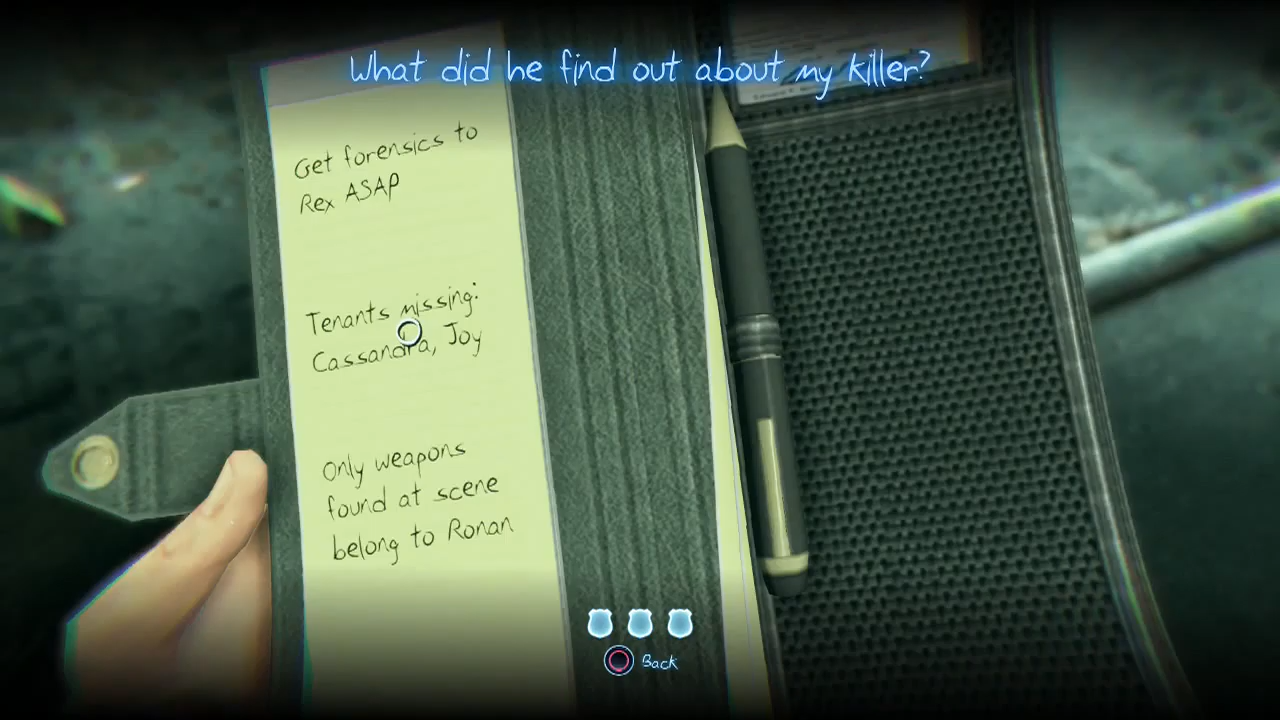 What did he find out about my killer?
Get forensics to
Rex ASAP
Tenants missing:
Cassandra, Joy
Only weapons
found at scene
belong to Ronan
Back